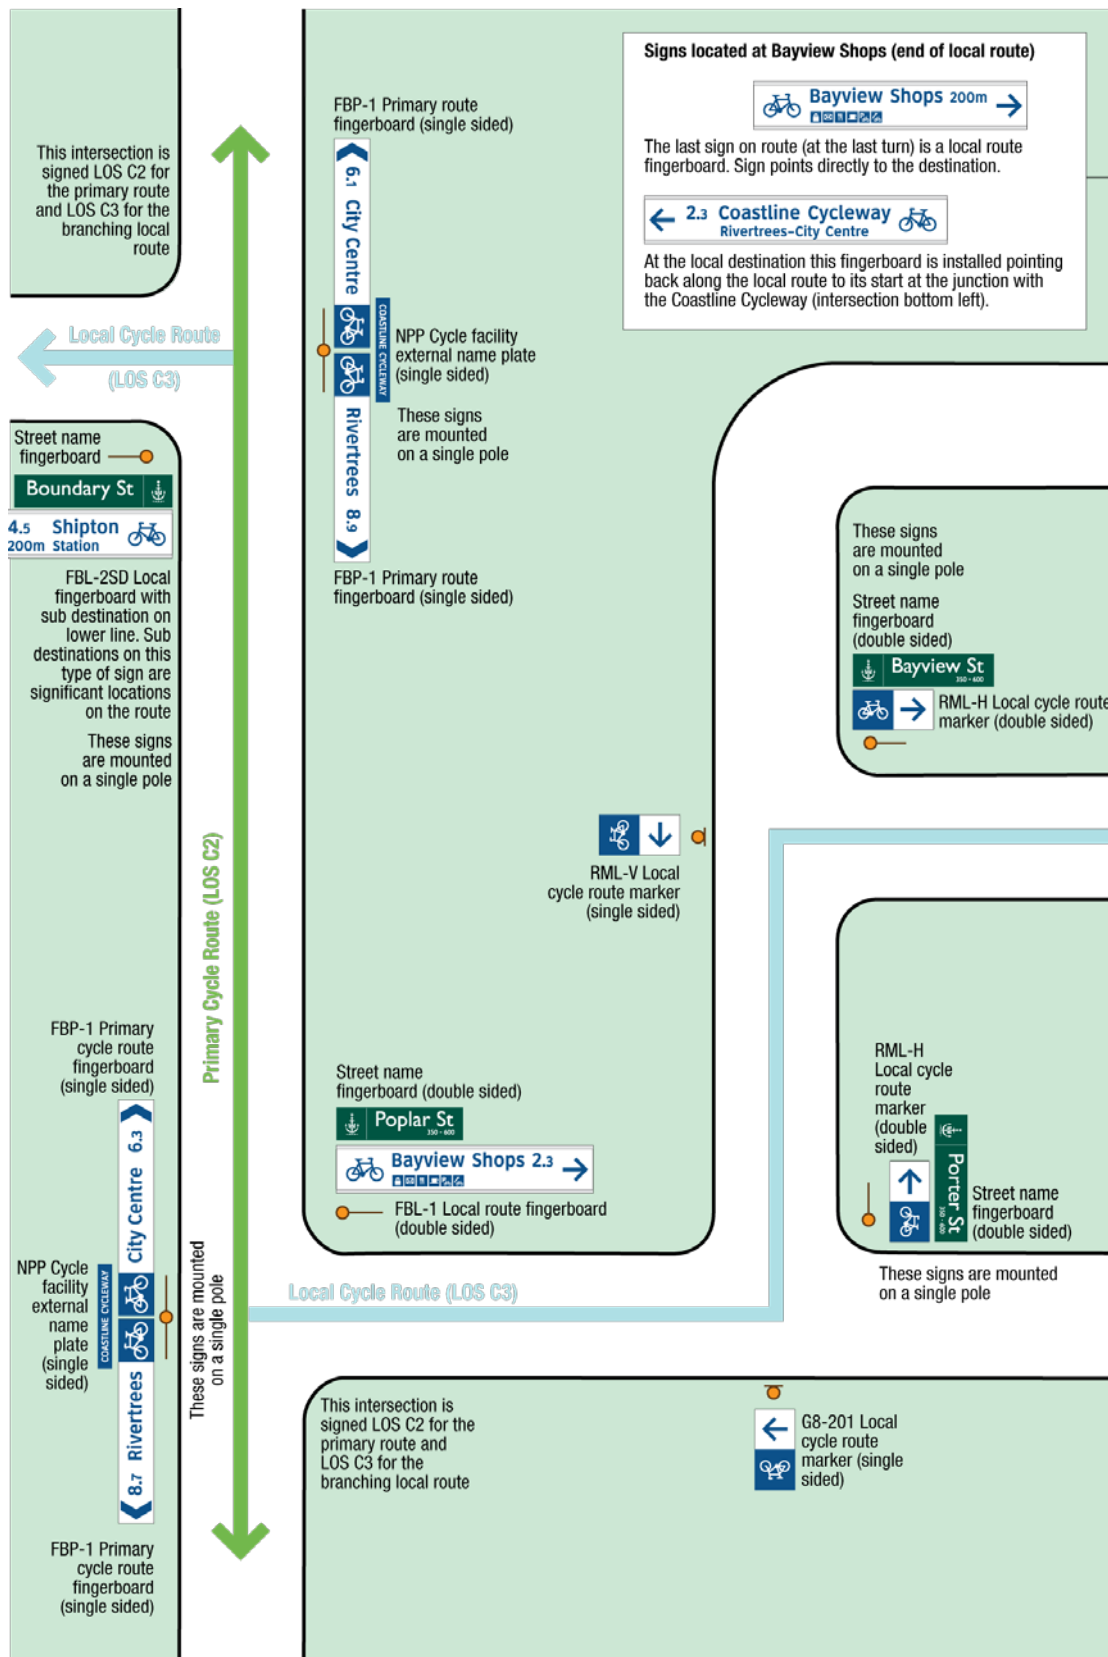 Signs located at Bayview Shops (end of local route)
Bayview Shops 200m
The last sign on route (at the last turn) is a local route
fingerboard. Sign points directly to the destination.
2.3 Coastline Cycleway
Rivertrees–City Centre
At the local destination this fingerboard is installed pointing
back along the local route to its start at the junction with
the Coastline Cycleway (intersection bottom left).
This intersection is
signed LOS C2 for
the primary route
and LOS C3 for the
branching local
route
FBP-1 Primary route
fingerboard (single sided)
6.1 City Centre
COASTLINE CYCLEWAY
Rivertrees 8.9
NPP Cycle facility
external name plate
(single sided)
These signs
are mounted
on a single pole
FBP-1 Primary route
fingerboard (single sided)
Local Cycle Route
(LOS C3)
Street name
fingerboard
Boundary St
4.5 Shipton
200m Station
FBL-2SD Local
fingerboard with
sub destination on
lower line. Sub
destinations on this
type of sign are
significant locations
on the route
These signs
are mounted
on a single pole
Primary Cycle Route (LOS C2)
These signs
are mounted
on a single pole
Street name
fingerboard
(double sided)
Bayview St
350 - 600
RML-H Local cycle route
marker (double sided)
RML-V Local
cycle route marker
(single sided)
FBP-1 Primary
cycle route
fingerboard
(single sided)
City Centre 6.3
COASTLINE CYCLEWAY
8.7 Rivertrees
NPP Cycle
facility
external
name
plate
(single
sided)
These signs are mounted
on a single pole
FBP-1 Primary
cycle route
fingerboard
(single sided)
Street name
fingerboard (double sided)
Poplar St
350 - 600
Bayview Shops 2.3
FBL-1 Local route fingerboard
(double sided)
RML-H
Local cycle
route
marker
(double
sided)
Porter St
350 - 600
Street name
fingerboard
(double sided)
These signs are mounted
on a single pole
Local Cycle Route (LOS C3)
This intersection is
signed LOS C2 for the
primary route and
LOS C3 for the
branching local route
G8-201 Local
cycle route
marker (single
sided)